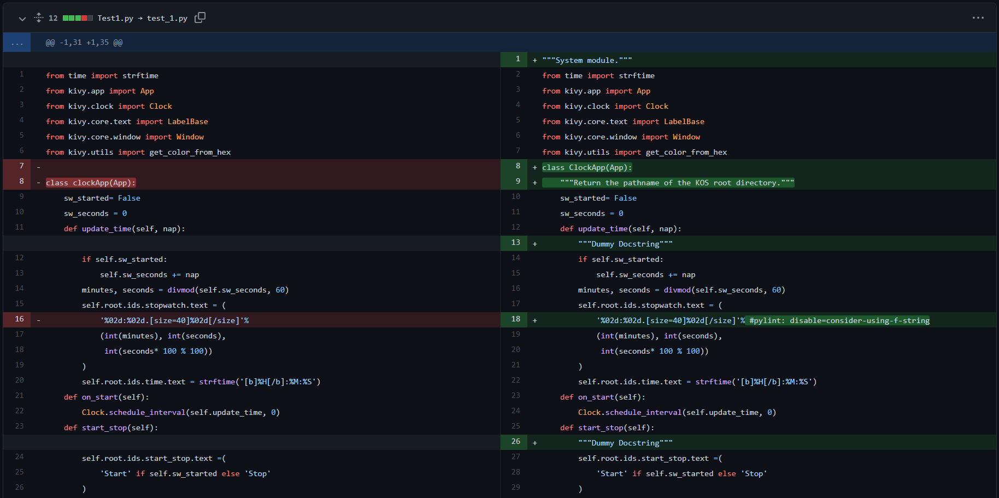 12 Test1.py → test_1.py
... @@ -1,31 +1,35 @@
1 + """System module."""
1 from time import strftime 2 from time import strftime
2 from kivy.app import App 3 from kivy.app import App
3 from kivy.clock import Clock 4 from kivy.clock import Clock
4 from kivy.core.text import LabelBase 5 from kivy.core.text import LabelBase
5 from kivy.core.window import Window 6 from kivy.core.window import Window
6 from kivy.utils import get_color_from_hex 7 from kivy.utils import get_color_from_hex
7 - 8 + class ClockApp(App):
8 - class clockApp(App): 9 + """Return the pathname of the KOS root directory."""
9 sw_started= False 10 sw_started= False
10 sw_seconds = 0 11 sw_seconds = 0
11 def update_time(self, nap): 12 def update_time(self, nap):
13 + """Dummy Docstring"""
12 if self.sw_started: 14 if self.sw_started:
13 self.sw_seconds += nap 15 self.sw_seconds += nap
14 minutes, seconds = divmod(self.sw_seconds, 60) 16 minutes, seconds = divmod(self.sw_seconds, 60)
15 self.root.ids.stopwatch.text = ( 17 self.root.ids.stopwatch.text = (
16 - '%02d:%02d.[size=40]%02d[/size]'% 18 + '%02d:%02d.[size=40]%02d[/size]'% #pylint: disable=consider-using-f-string
17 (int(minutes), int(seconds), 19 (int(minutes), int(seconds),
18 int(seconds* 100 % 100)) 20 int(seconds* 100 % 100))
19 ) 21 )
20 self.root.ids.time.text = strftime('[b]%H[/b]:%M:%S') 22 self.root.ids.time.text = strftime('[b]%H[/b]:%M:%S')
21 def on_start(self): 23 def on_start(self):
22 Clock.schedule_interval(self.update_time, 0) 24 Clock.schedule_interval(self.update_time, 0)
23 def start_stop(self): 25 def start_stop(self):
26 + """Dummy Docstring"""
24 self.root.ids.start_stop.text =( 27 self.root.ids.start_stop.text =(
25 'Start' if self.sw_started else 'Stop' 28 'Start' if self.sw_started else 'Stop'
26 ) 29 )